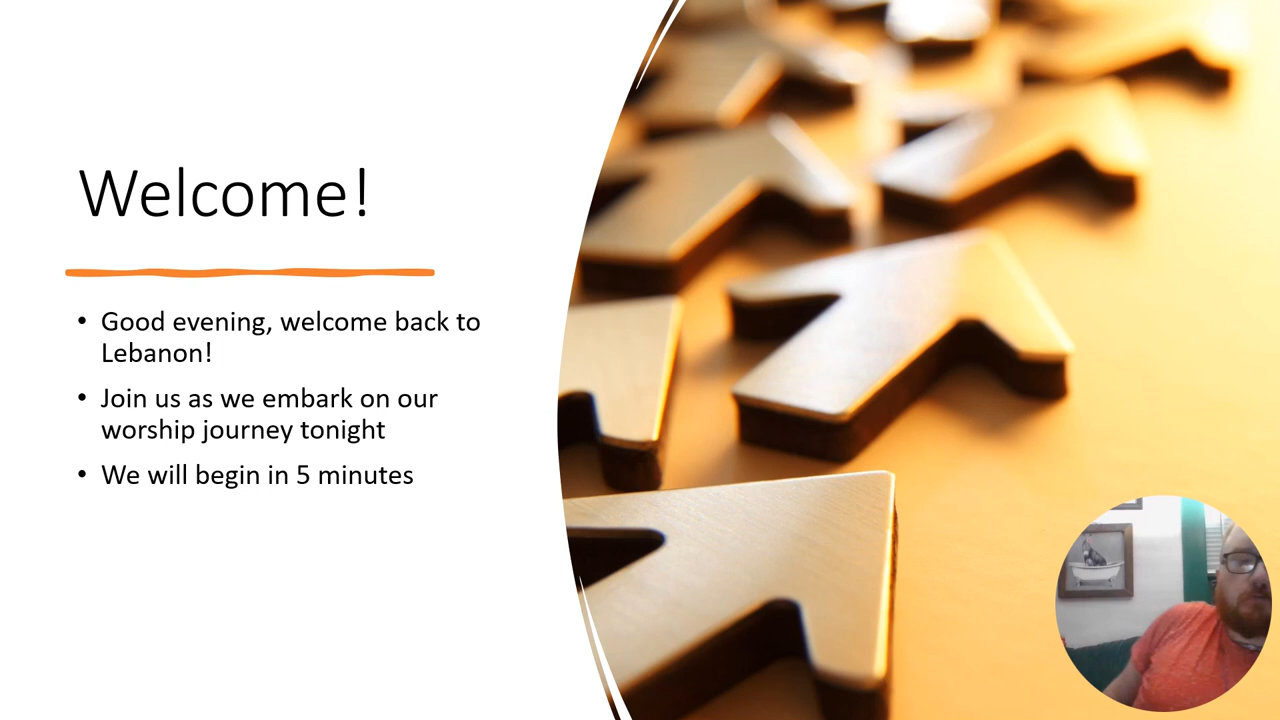 Welcome!
• Good evening, welcome back to
Lebanon!
• Join us as we embark on our
worship journey tonight
• We will begin in 5 minutes